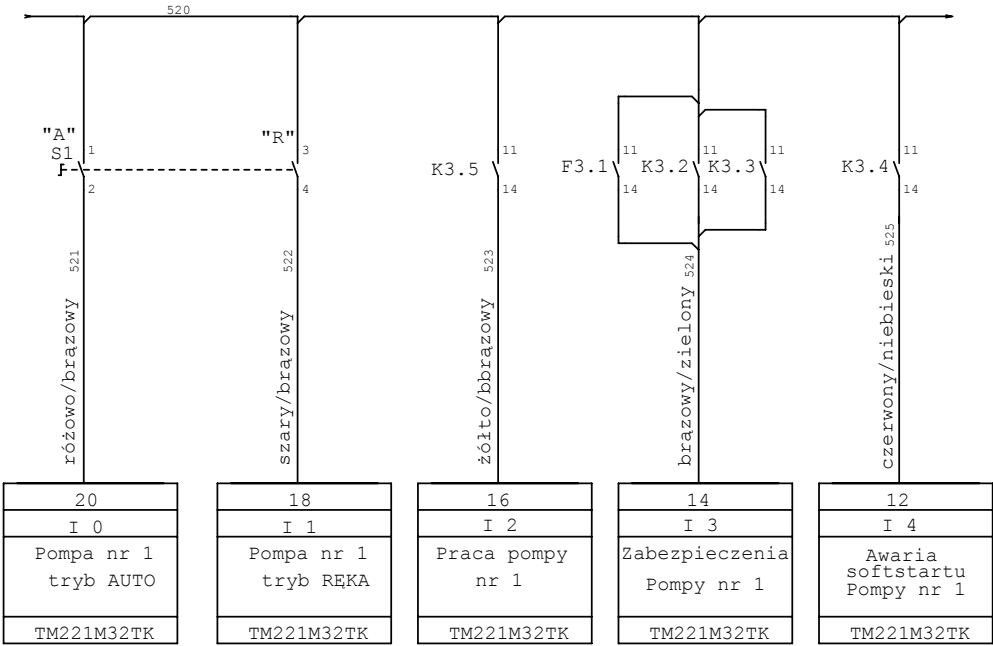 520
"A"
S1
1
2
"R"
3
4
K3.5
11
14
F3.1
11
14
K3.2
11
14
K3.3
11
14
K3.4
11
14
521
różowo/brązowy
522
szary/brązowy
523
żółto/bbrązowy
524
brązowy/zielony
525
czerwony/niebieski
20
I 0
Pompa nr 1
tryb AUTO
TM221M32TK
18
I 1
Pompa nr 1
tryb RĘKA
TM221M32TK
16
I 2
Praca pompy
nr 1
TM221M32TK
14
I 3
Zabezpieczenia
Pompy nr 1
TM221M32TK
12
I 4
Awaria
softstartu
Pompy nr 1
TM221M32TK